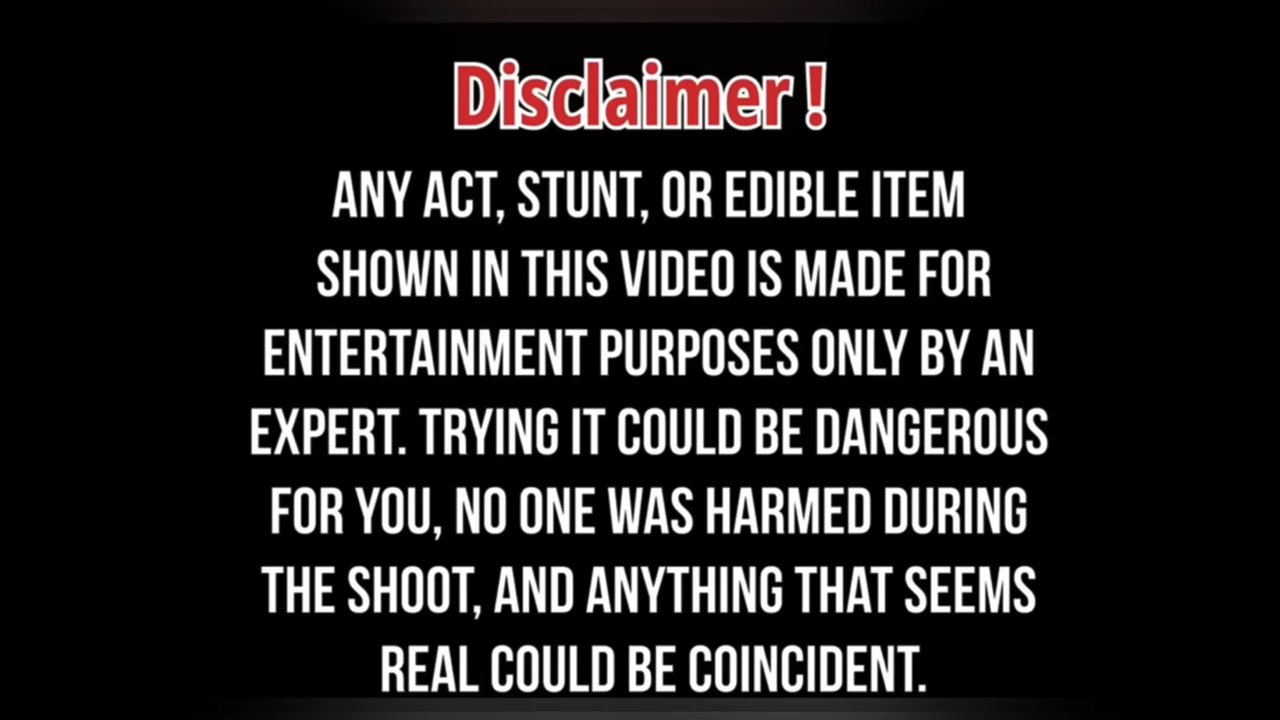 Disclaimer !
ANY ACT, STUNT, OR EDIBLE ITEM
SHOWN IN THIS VIDEO IS MADE FOR
ENTERTAINMENT PURPOSES ONLY BY AN
EXPERT. TRYING IT COULD BE DANGEROUS
FOR YOU, NO ONE WAS HARMED DURING
THE SHOOT, AND ANYTHING THAT SEEMS
REAL COULD BE COINCIDENT.